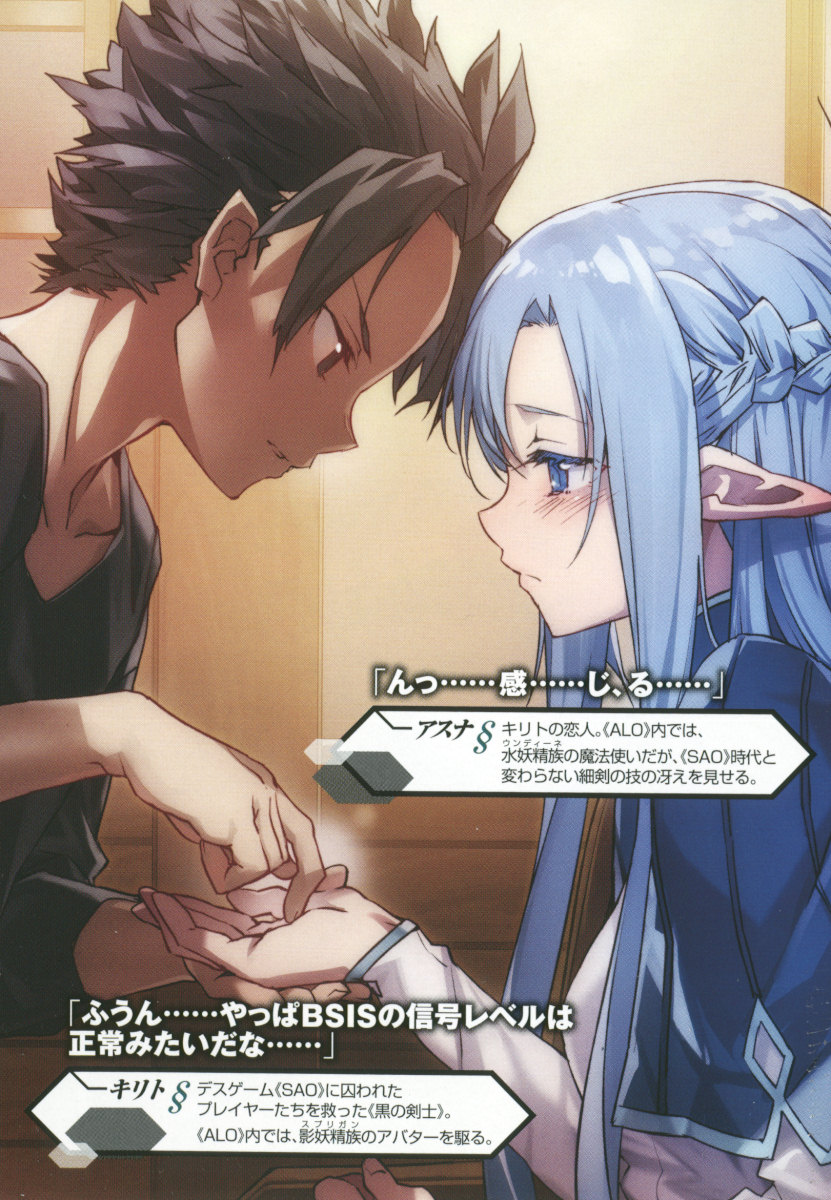 「んっ……感……じ、る……」
アスナ§
キリトの恋人。《ALO》内では、
ウンディーネ
水妖精族の魔法使いだが、《SAO》時代と
変わらない細剣の技の冴えを見せる。
「ふうん……やっぱBSISの信号レベルは
正常みたいだな……」
キリト§
デスゲーム《SAO》に囚われた
プレイヤーたちを救った《黒の剣士》。
スプリガン
《ALO》内では、影妖精族のアバターを駆る。